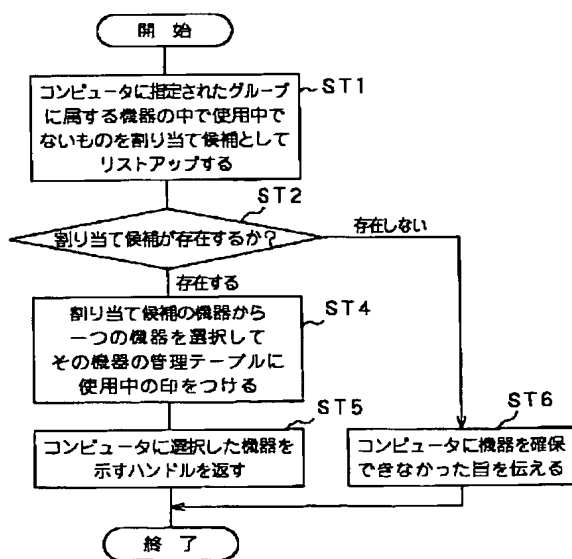 開 始
コンピュータに指定されたグループ
に属する機器の中で使用中で
ないものを割り当て候補として
リストアップする
ST1
ST2
割り当て候補が存在するか?
存在しない
存在する
割り当て候補の機器から
一つの機器を選択して
その機器の管理テーブルに
使用中の印をつける
ST4
ST5
コンピュータに選択した機器を
示すハンドルを返す
ST6
コンピュータに機器を確保
できなかった旨を伝える
終 了